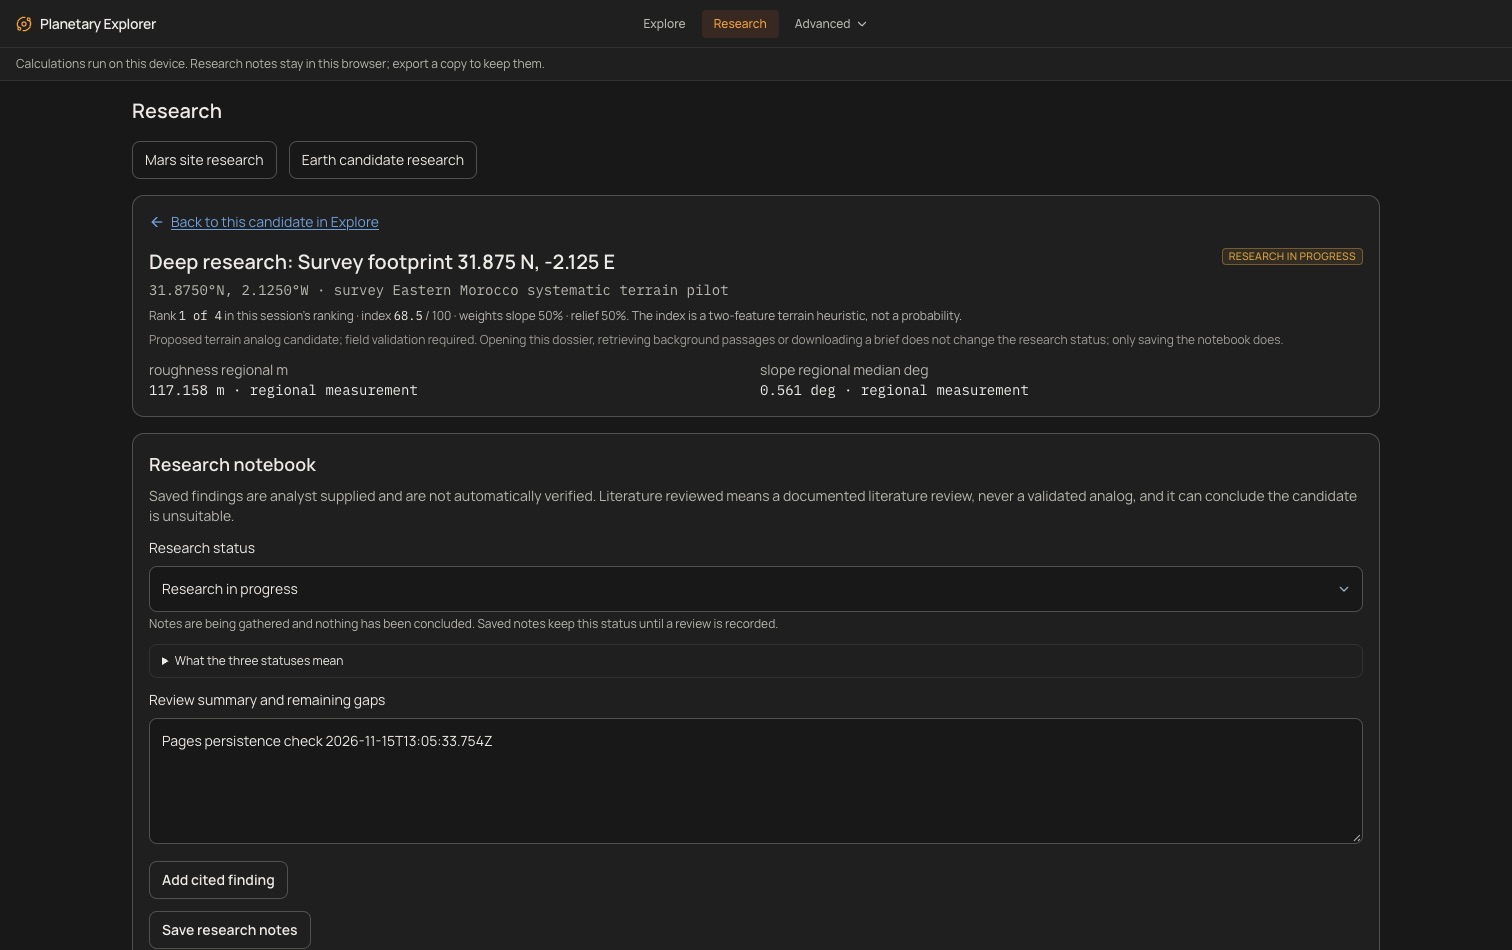 Planetary Explorer
Explore
Research
Advanced
Calculations run on this device. Research notes stay in this browser; export a copy to keep them.
Research
Mars site research
Earth candidate research
← Back to this candidate in Explore
Deep research: Survey footprint 31.875 N, -2.125 E
RESEARCH IN PROGRESS
31.8750°N, 2.1250°W · survey Eastern Morocco systematic terrain pilot
Rank 1 of 4 in this session's ranking · index 68.5 / 100 · weights slope 50% · relief 50%. The index is a two-feature terrain heuristic, not a probability.
Proposed terrain analog candidate; field validation required. Opening this dossier, retrieving background passages or downloading a brief does not change the research status; only saving the notebook does.
roughness regional m
117.158 m · regional measurement
slope regional median deg
0.561 deg · regional measurement
Research notebook
Saved findings are analyst supplied and are not automatically verified. Literature reviewed means a documented literature review, never a validated analog, and it can conclude the candidate
is unsuitable.
Research status
Research in progress
Notes are being gathered and nothing has been concluded. Saved notes keep this status until a review is recorded.
What the three statuses mean
Review summary and remaining gaps
Pages persistence check 2026-11-15T13:05:33.754Z
Add cited finding
Save research notes